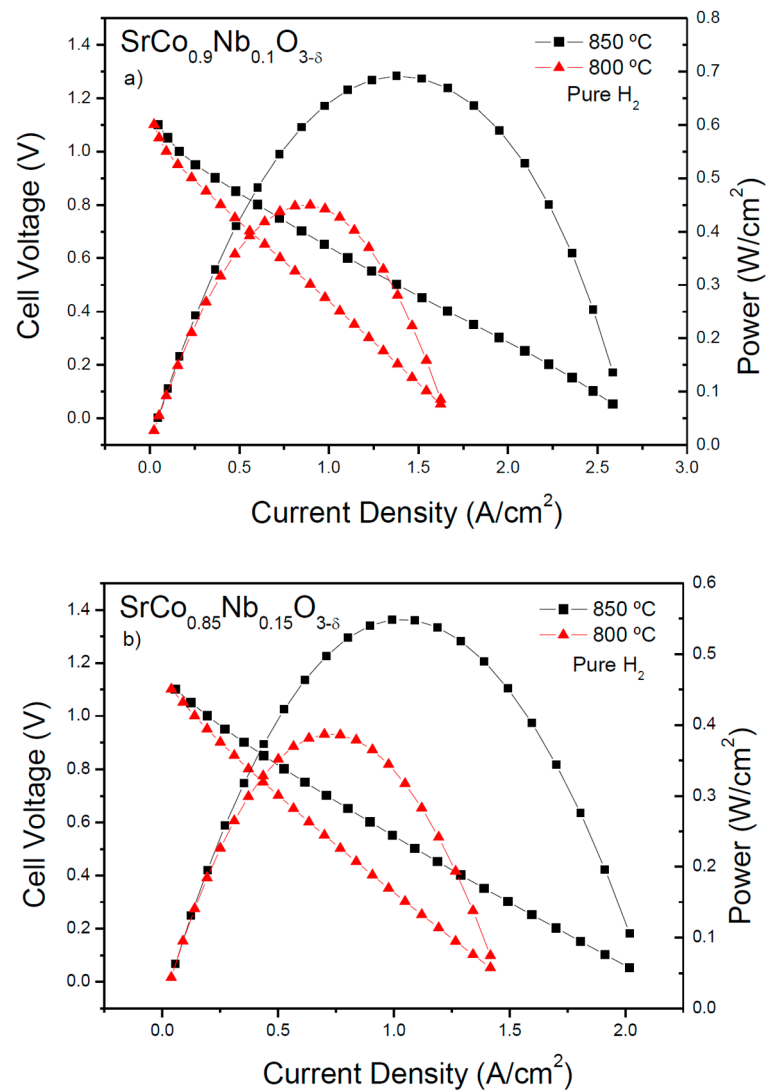 SrCo0.9Nb0.1O3-δ
a)
850 ºC
800 ºC
Pure H2
Cell Voltage (V)
1.4
1.2
1.0
0.8
0.6
0.4
0.2
0.0
0.8
0.7
0.6
0.5
0.4
0.3
0.2
0.1
0.0
Power (W/cm2)
0.0 0.5 1.0 1.5 2.0 2.5 3.0
Current Density (A/cm2)
SrCo0.85Nb0.15O3-δ
b)
850 ºC
800 ºC
Pure H2
Cell Voltage (V)
1.4
1.2
1.0
0.8
0.6
0.4
0.2
0.0
0.6
0.5
0.4
0.3
0.2
0.1
0.0
Power (W/cm2)
0.0 0.5 1.0 1.5 2.0
Current Density (A/cm2)